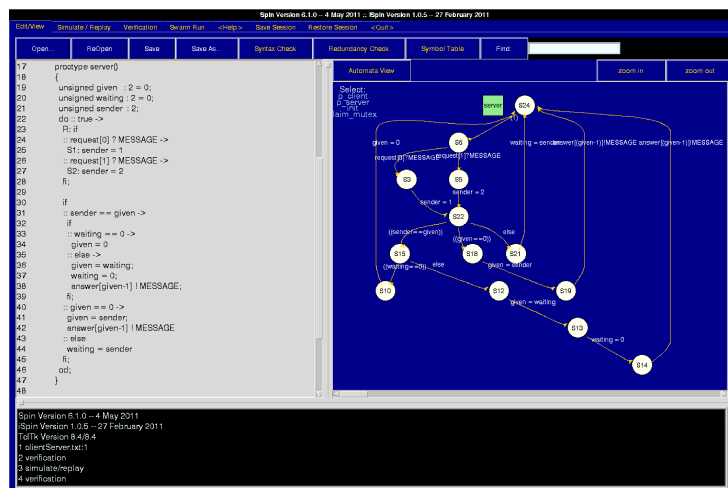 Spin Version 6.1.0 -- 4 May 2011 :: iSpin Version 1.0.5 -- 27 February 2011
Edit/View Simulate / Replay Verification Swarm Run <Help> Save Session Restore Session <Quit>
Open... ReOpen Save Save As... Syntax Check Redundancy Check Symbol Table Find:
17 proctype server()
18 {
19 unsigned given : 2 = 0;
20 unsigned waiting : 2 = 0;
21 unsigned sender : 2;
22 do :: true ->
23 R: if
24 :: request[0] ? MESSAGE ->
25 S1: sender = 1
26 :: request[1] ? MESSAGE ->
27 S2: sender = 2
28 fi;
29
30 if
31 :: sender == given ->
32 if
33 :: waiting == 0 ->
34 given = 0
35 :: else ->
36 given = waiting;
37 waiting = 0;
38 answer[given-1] ! MESSAGE;
39 fi;
40 :: given == 0 ->
41 given = sender;
42 answer[given-1] ! MESSAGE
43 :: else
44 waiting = sender
45 fi;
46 od;
47 }
48
Automata View zoom in zoom out
Select:
p_client
p_server
init
laim_mutex
server S24
(1)
given = 0 S6 waiting = sender answer[(given-1)]!MESSAGE answer[(given-1)]!MESSAGE
request[0]?MESSAGE request[1]?MESSAGE
S3 S5
sender = 2
sender = 1
S22
((sender==given)) ((given==0)) else
S15 S18 S21
((waiting==0)) else given = sender
S10 S12 S19
given = waiting
S13
waiting = 0
S14
Spin Version 6.1.0 -- 4 May 2011
iSpin Version 1.0.5 -- 27 February 2011
TclTk Version 8.4/8.4
1 clientServer.txt:1
2 verification
3 simulate/replay
4 verification